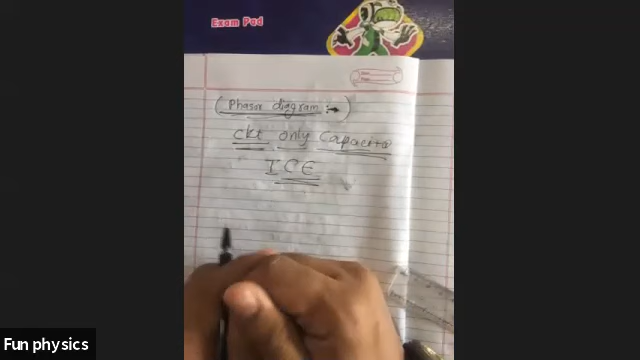 Exam Pad
(Phasor diagram:→)
ckt only Capacitor
ICE
Fun physics